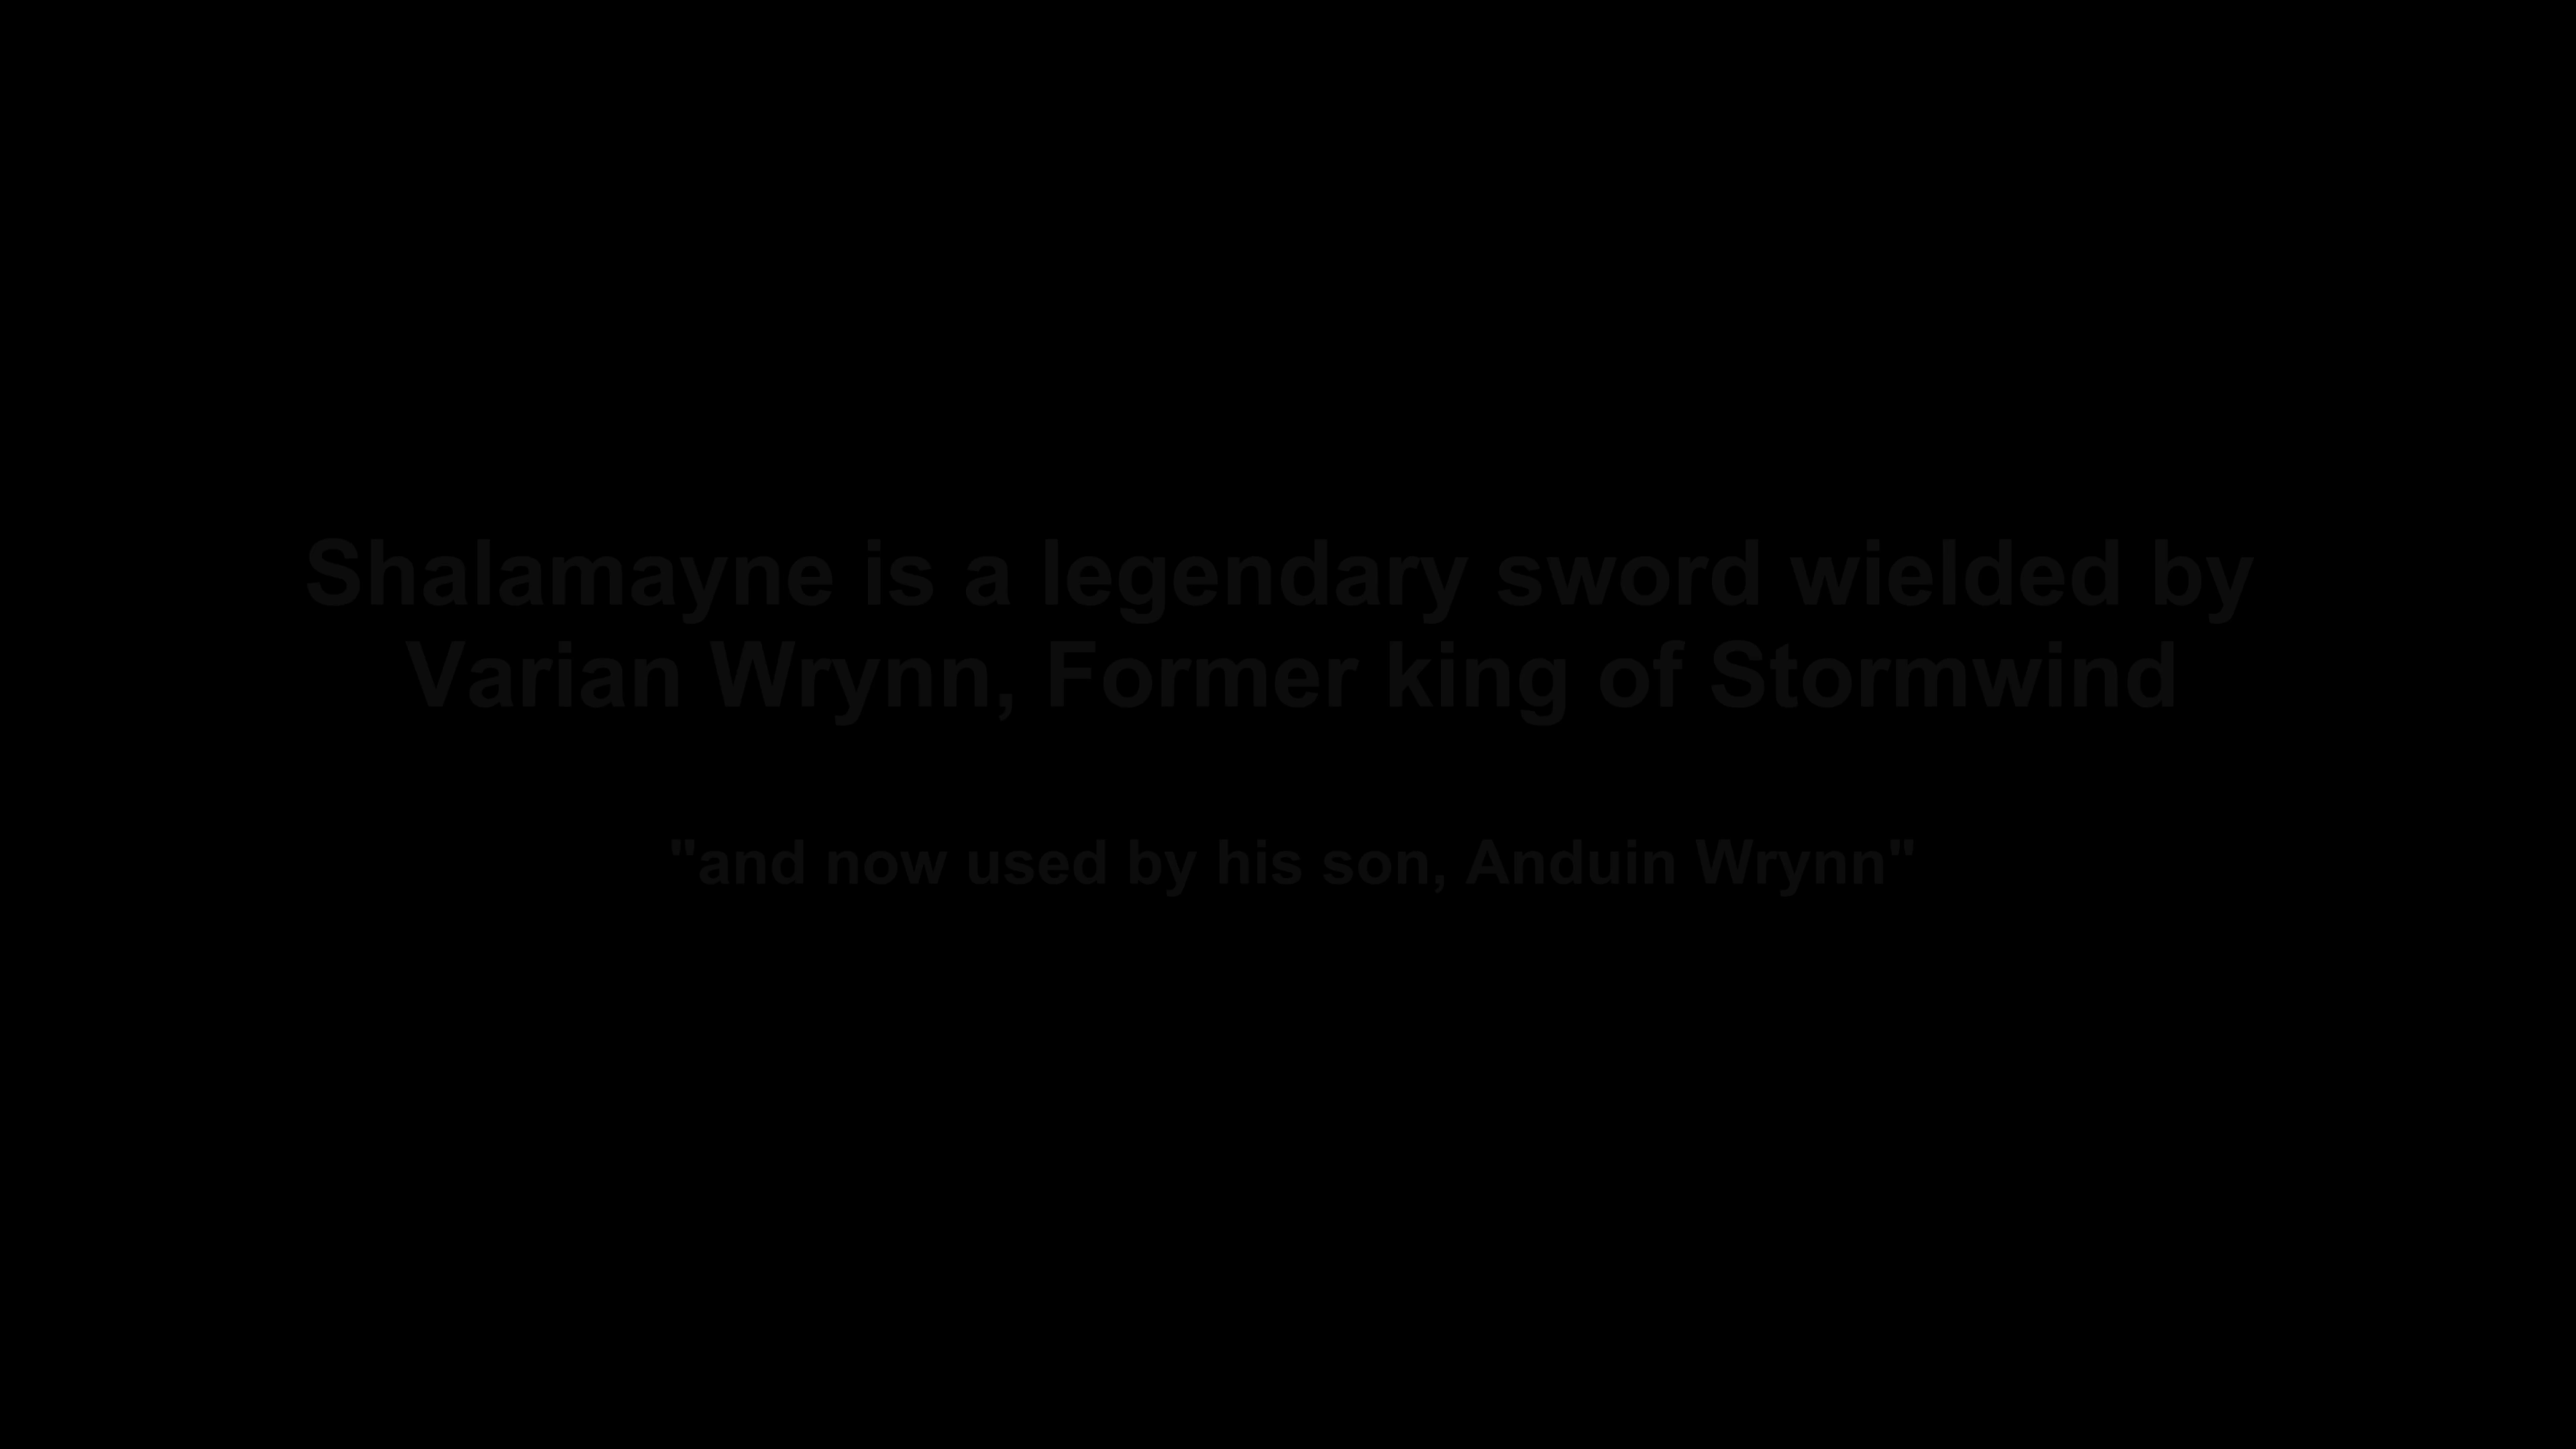 Shalamayne is a legendary sword wielded by
Varian Wrynn, Former king of Stormwind
"and now used by his son, Anduin Wrynn"